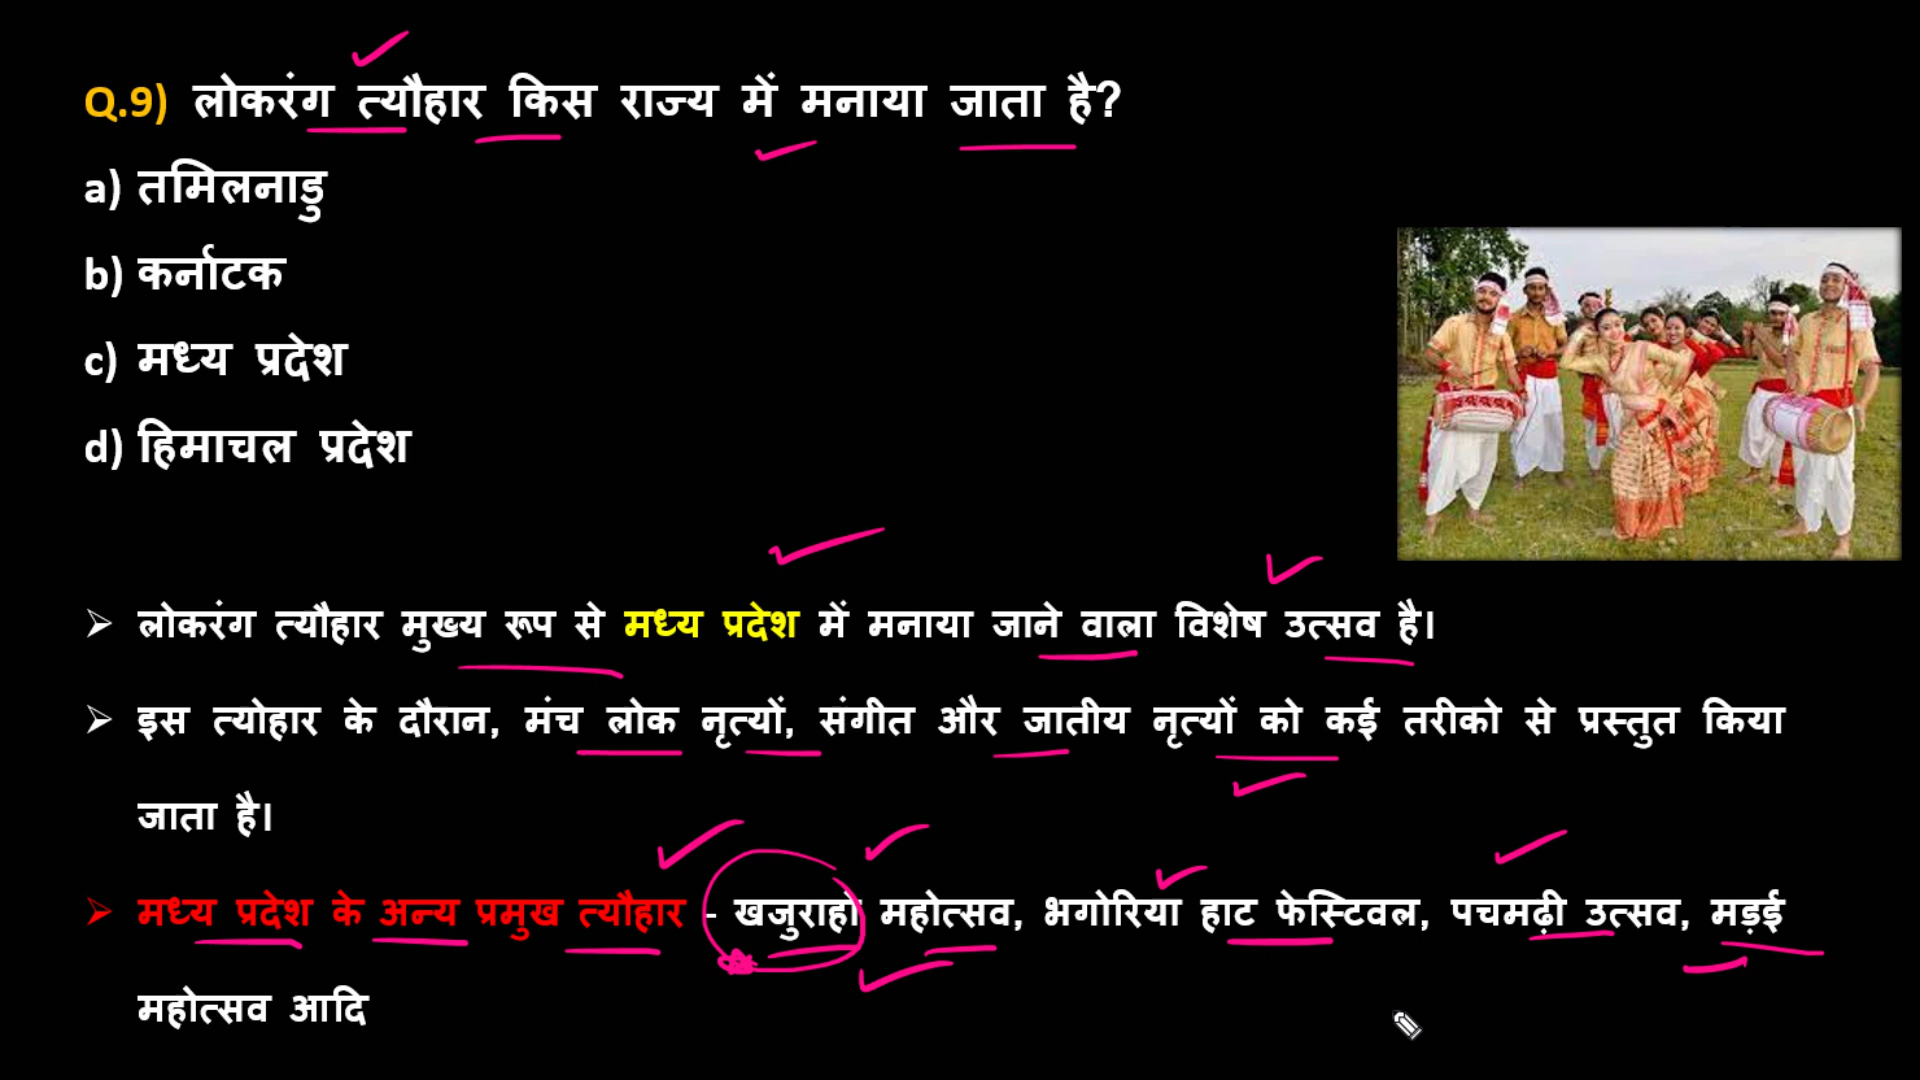 Q.9) लोकरंग त्यौहार किस राज्य में मनाया जाता है?
a) तमिलनाडु
b) कर्नाटक
c) मध्य प्रदेश
d) हिमाचल प्रदेश
➢ लोकरंग त्यौहार मुख्य रूप से मध्य प्रदेश में मनाया जाने वाला विशेष उत्सव है।
➢ इस त्योहार के दौरान, मंच लोक नृत्यों, संगीत और जातीय नृत्यों को कई तरीको से प्रस्तुत किया
जाता है।
➢ मध्य प्रदेश के अन्य प्रमुख त्यौहार - खजुराहो महोत्सव, भगोरिया हाट फेस्टिवल, पचमढ़ी उत्सव, मड़ई
महोत्सव आदि